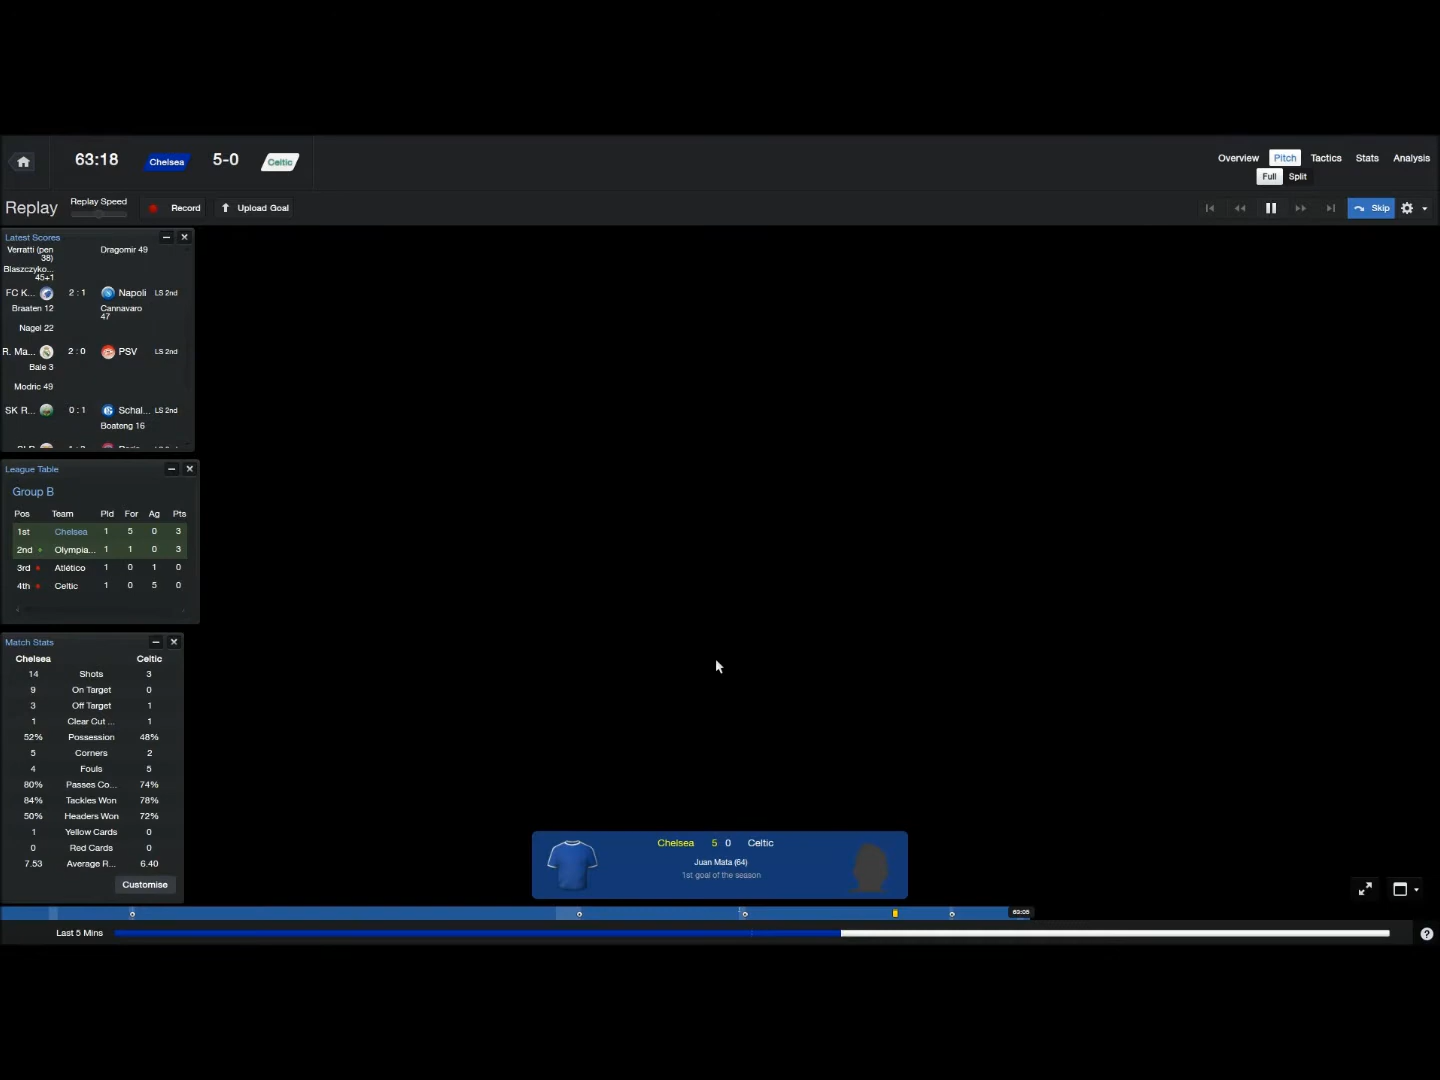 63:18 Chelsea 5-0 Celtic
Overview Pitch Tactics Stats Analysis
Full Split
Replay Replay Speed Record Upload Goal
Skip
Latest Scores
Verratti (pen 38) Dragomir 49
Blaszczyko... 45+1
FC K... 2 : 1 Napoli LS 2nd
Braaten 12 Cannavaro 47
Nagel 22
R. Ma... 2 : 0 PSV LS 2nd
Bale 3
Modric 49
SK R... 0 : 1 Schal... LS 2nd
Boateng 16
League Table
Group B
Pos Team Pld For Ag Pts
1st Chelsea 1 5 0 3
2nd Olympia... 1 1 0 3
3rd Atlético 1 0 1 0
4th Celtic 1 0 5 0
Match Stats
Chelsea Celtic
14 Shots 3
9 On Target 0
3 Off Target 1
1 Clear Cut ... 1
52% Possession 48%
5 Corners 2
4 Fouls 5
80% Passes Co... 74%
84% Tackles Won 78%
50% Headers Won 72%
1 Yellow Cards 0
0 Red Cards 0
7.53 Average R... 6.40
Customise
Chelsea 5 0 Celtic
Juan Mata (64)
1st goal of the season
63:05
Last 5 Mins
?